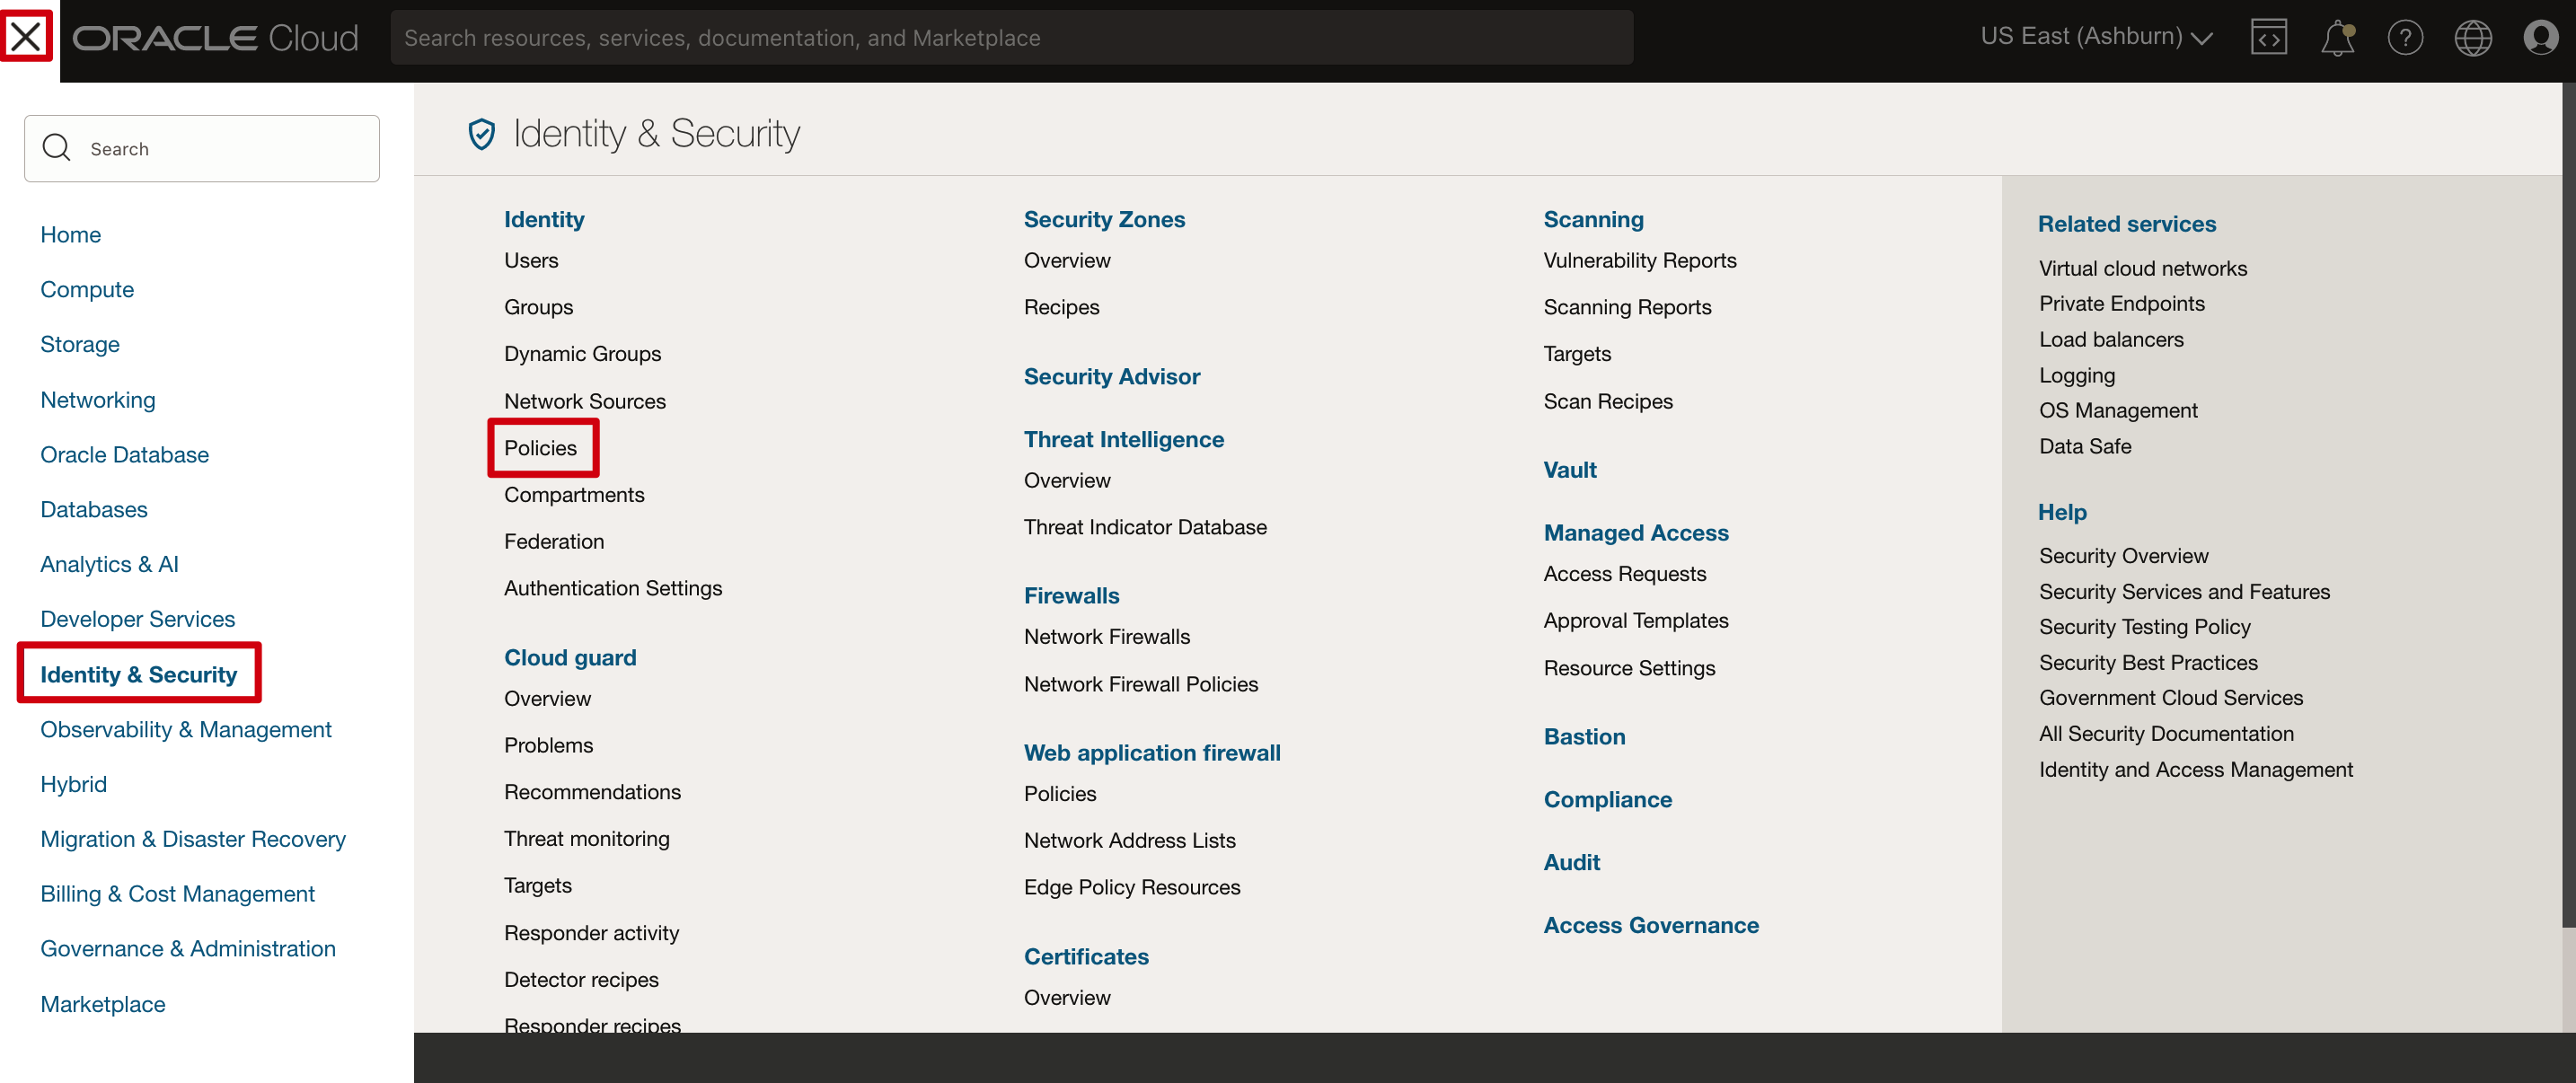 ORACLE Cloud
Search resources, services, documentation, and Marketplace
US East (Ashburn)
Search
Home
Compute
Storage
Networking
Oracle Database
Databases
Analytics & AI
Developer Services
Identity & Security
Observability & Management
Hybrid
Migration & Disaster Recovery
Billing & Cost Management
Governance & Administration
Marketplace
Identity & Security
Identity
Users
Groups
Dynamic Groups
Network Sources
Policies
Compartments
Federation
Authentication Settings
Cloud guard
Overview
Problems
Recommendations
Threat monitoring
Targets
Responder activity
Detector recipes
Responder recipes
Security Zones
Overview
Recipes
Security Advisor
Threat Intelligence
Overview
Threat Indicator Database
Firewalls
Network Firewalls
Network Firewall Policies
Web application firewall
Policies
Network Address Lists
Edge Policy Resources
Certificates
Overview
Scanning
Vulnerability Reports
Scanning Reports
Targets
Scan Recipes
Vault
Managed Access
Access Requests
Approval Templates
Resource Settings
Bastion
Compliance
Audit
Access Governance
Related services
Virtual cloud networks
Private Endpoints
Load balancers
Logging
OS Management
Data Safe
Help
Security Overview
Security Services and Features
Security Testing Policy
Security Best Practices
Government Cloud Services
All Security Documentation
Identity and Access Management